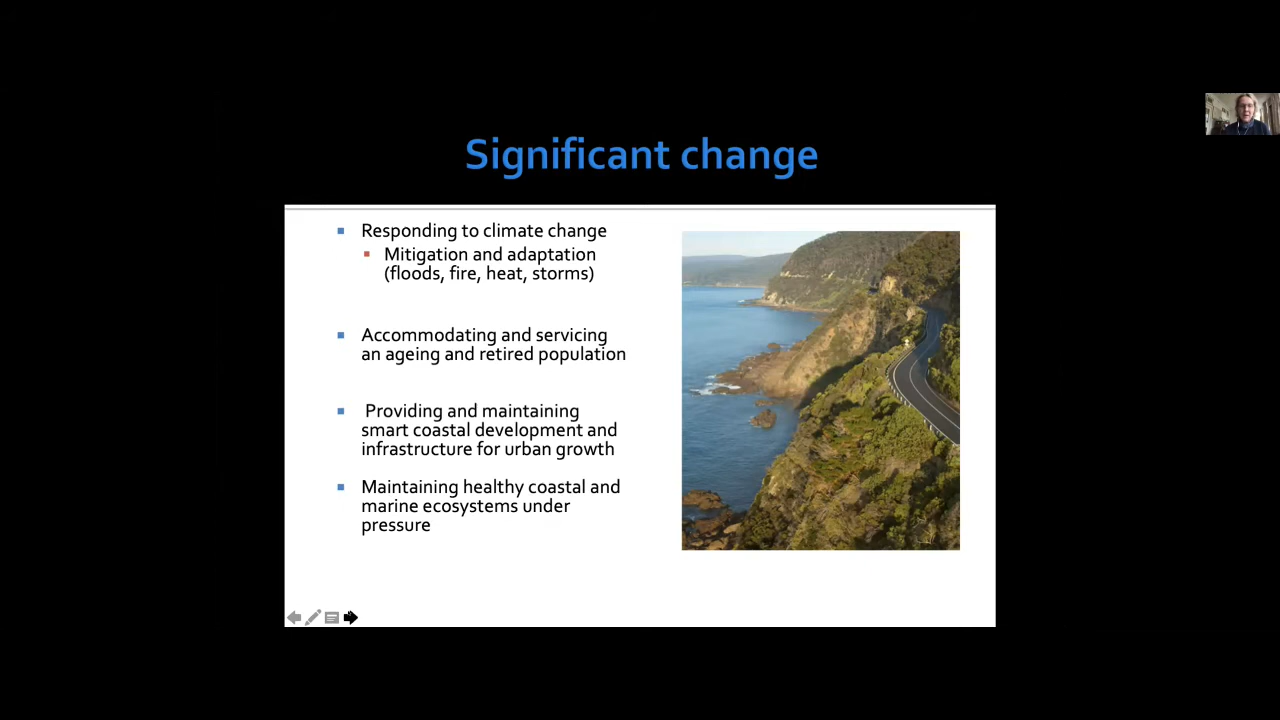 Significant change
Responding to climate change
Mitigation and adaptation
(floods, fire, heat, storms)
Accommodating and servicing
an ageing and retired population
Providing and maintaining
smart coastal development and
infrastructure for urban growth
Maintaining healthy coastal and
marine ecosystems under
pressure